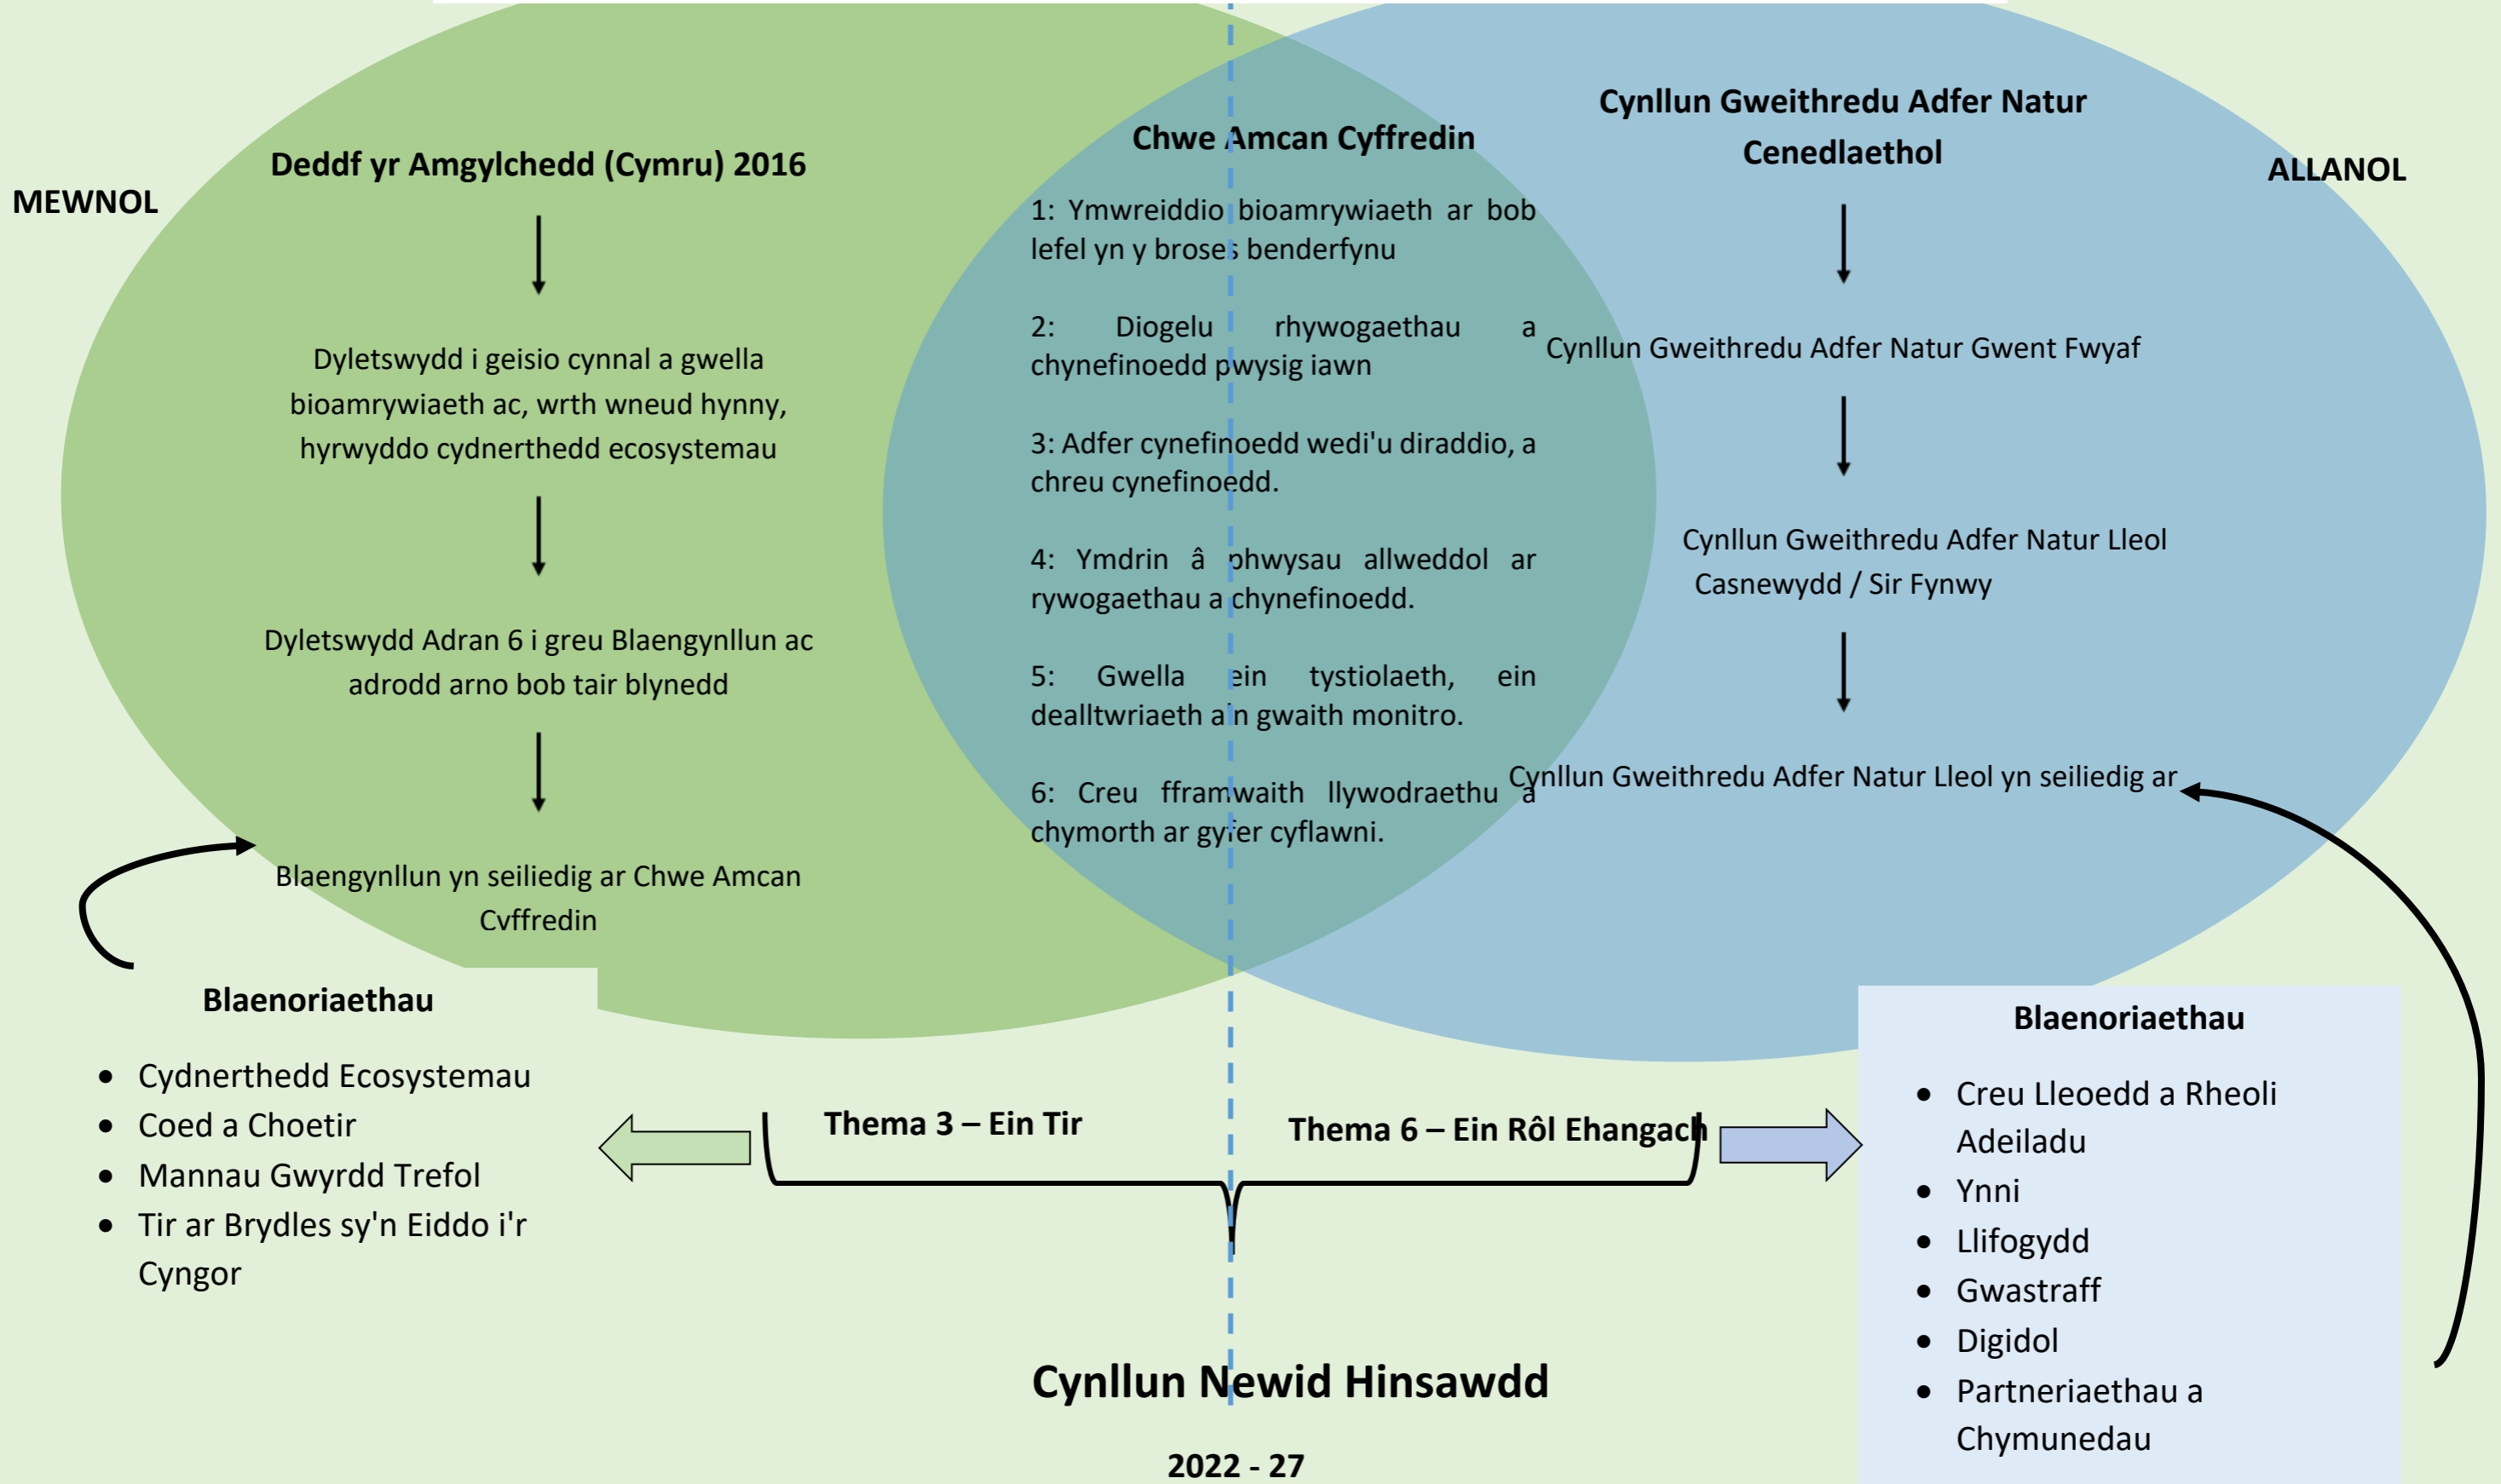 MEWNOL
Deddf yr Amgylchedd (Cymru) 2016
Dyletswydd i geisio cynnal a gwella
bioamrywiaeth ac, wrth wneud hynny,
hyrwyddo cydnerthedd ecosystemau
Dyletswydd Adran 6 i greu Blaengynllun ac
adrodd arno bob tair blynedd
Blaengynllun yn seiliedig ar Chwe Amcan
Cyffredin
Chwe Amcan Cyffredin
1: Ymwreiddio bioamrywiaeth ar bob
lefel yn y broses benderfynu
2: Diogelu rhywogaethau a
chynefinoedd pwysig iawn
3: Adfer cynefinoedd wedi'u diraddio, a
chreu cynefinoedd.
4: Ymdrin â phwysau allweddol ar
rywogaethau a chynefinoedd.
5: Gwella ein tystiolaeth, ein
dealltwriaeth a'n gwaith monitro.
6: Creu fframwaith llywodraethu a
chymorth ar gyfer cyflawni.
Cynllun Gweithredu Adfer Natur
Cenedlaethol
ALLANOL
Cynllun Gweithredu Adfer Natur Gwent Fwyaf
Cynllun Gweithredu Adfer Natur Lleol
Casnewydd / Sir Fynwy
Cynllun Gweithredu Adfer Natur Lleol yn seiliedig ar
Blaenoriaethau
• Cydnerthedd Ecosystemau
• Coed a Choetir
• Mannau Gwyrdd Trefol
• Tir ar Brydles sy'n Eiddo i'r
Cyngor
Thema 3 – Ein Tir
Thema 6 – Ein Rôl Ehangach
Blaenoriaethau
• Creu Lleoedd a Rheoli
Adeiladu
• Ynni
• Llifogydd
• Gwastraff
• Digidol
• Partneriaethau a
Chymunedau
Cynllun Newid Hinsawdd
2022 - 27